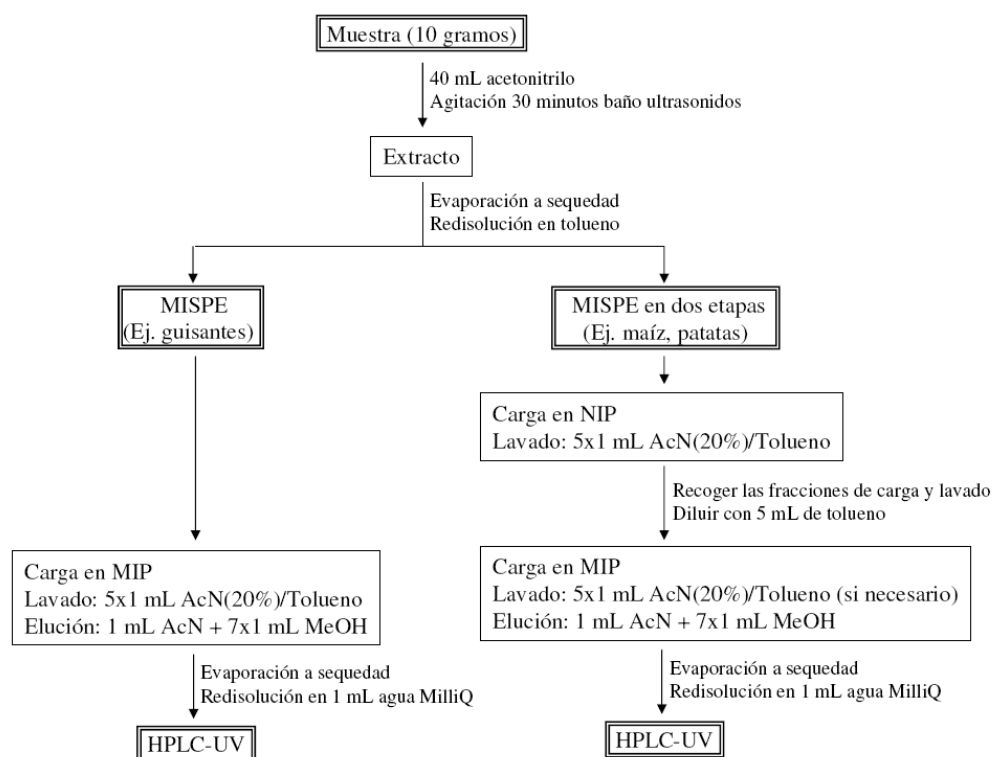 Muestra (10 gramos)
40 mL acetonitrilo
Agitación 30 minutos baño ultrasonidos
Extracto
Evaporación a sequedad
Redisolución en tolueno
MISPE
(Ej. guisantes)
MISPE en dos etapas
(Ej. maíz, patatas)
Carga en NIP
Lavado: 5x1 mL AcN(20%)/Tolueno
Recoger las fracciones de carga y lavado
Diluir con 5 mL de tolueno
Carga en MIP
Lavado: 5x1 mL AcN(20%)/Tolueno
Elución: 1 mL AcN + 7x1 mL MeOH
Carga en MIP
Lavado: 5x1 mL AcN(20%)/Tolueno (si necesario)
Elución: 1 mL AcN + 7x1 mL MeOH
Evaporación a sequedad
Redisolución en 1 mL agua MilliQ
Evaporación a sequedad
Redisolución en 1 mL agua MilliQ
HPLC-UV
HPLC-UV